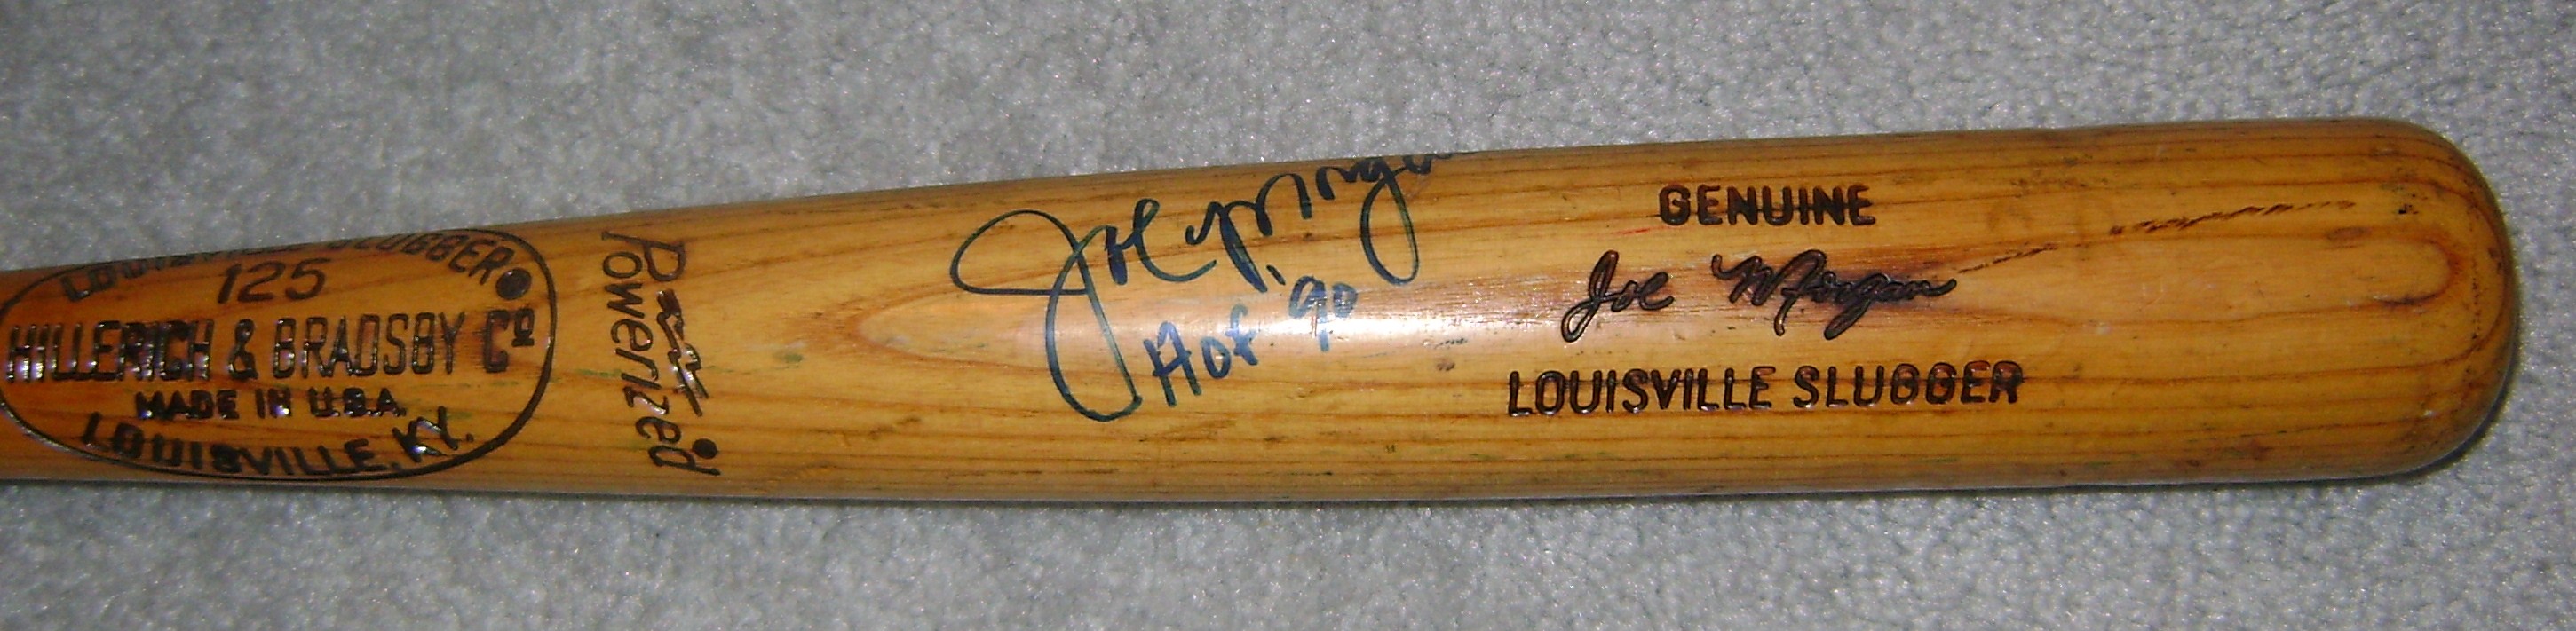 LOUISVILLE SLUGGER
125
HILLERICH & BRADSBY Co.
MADE IN U.S.A.
LOUISVILLE, KY.
Powerized
Joe Morgan
HOF '90
GENUINE
Joe Morgan
LOUISVILLE SLUGGER